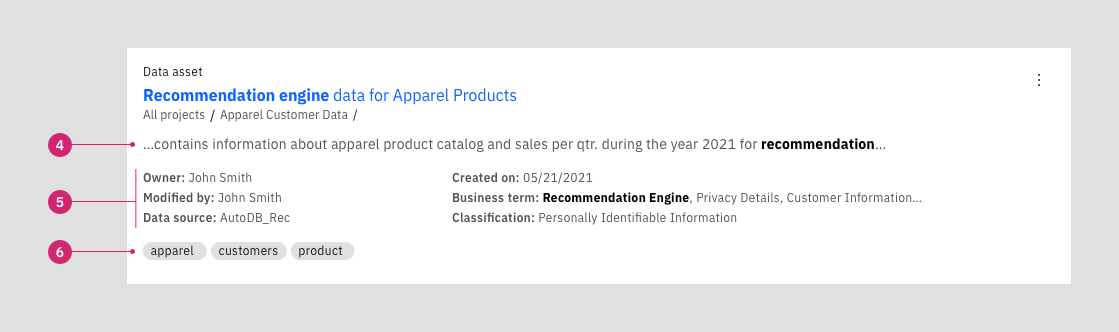 Data asset
Recommendation engine data for Apparel Products
All projects / Apparel Customer Data /
4 ...contains information about apparel product catalog and sales per qtr. during the year 2021 for recommendation...
Owner: John Smith Created on: 05/21/2021
5 Modified by: John Smith Business term: Recommendation Engine, Privacy Details, Customer Information...
Data source: AutoDB_Rec Classification: Personally Identifiable Information
6 apparel customers product